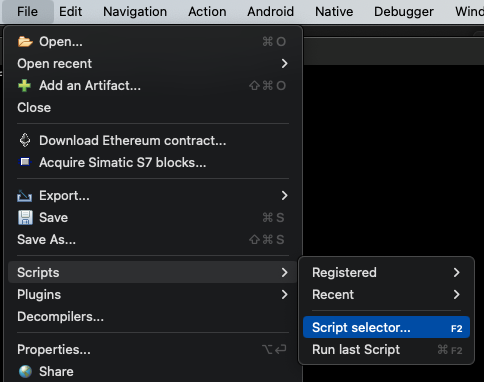 File Edit Navigation Action Android Native Debugger
Open... ⌘ O
Open recent
Add an Artifact... ⇧⌘ O
Close
Download Ethereum contract...
Acquire Simatic S7 blocks...
Export...
Save ⌘ S
Save As... ⇧⌘ S
Scripts
Registered
Plugins
Recent
Decompilers...
Script selector... F2
Properties... ⌥⏎
Run last Script ⌘ F2
Share